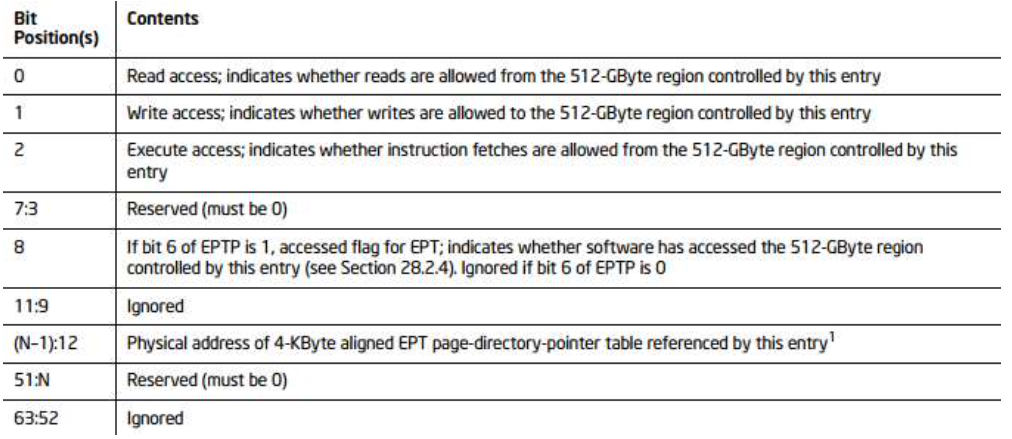 Bit Position(s) Contents
0 Read access; indicates whether reads are allowed from the 512-GByte region controlled by this entry
1 Write access; indicates whether writes are allowed to the 512-GByte region controlled by this entry
2 Execute access; indicates whether instruction fetches are allowed from the 512-GByte region controlled by this
entry
7:3 Reserved (must be 0)
8 If bit 6 of EPTP is 1, accessed flag for EPT; indicates whether software has accessed the 512-GByte region
controlled by this entry (see Section 28.2.4). Ignored if bit 6 of EPTP is 0
11:9 Ignored
(N–1):12 Physical address of 4-KByte aligned EPT page-directory-pointer table referenced by this entry1
51:N Reserved (must be 0)
63:52 Ignored